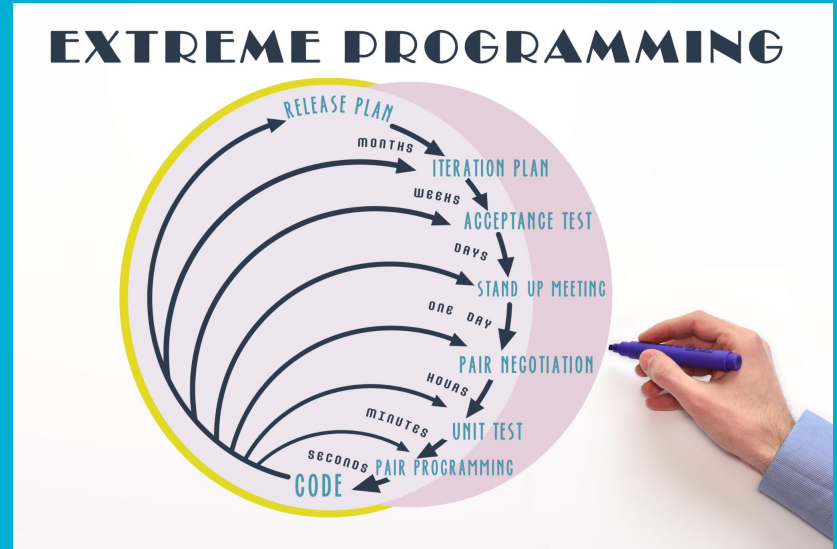 EXTREME PROGRAMMING
RELEASE PLAN
MONTHS
ITERATION PLAN
WEEKS
ACCEPTANCE TEST
DAYS
STAND UP MEETING
ONE DAY
PAIR NEGOTIATION
HOURS
UNIT TEST
MINUTES
PAIR PROGRAMMING
SECONDS
CODE